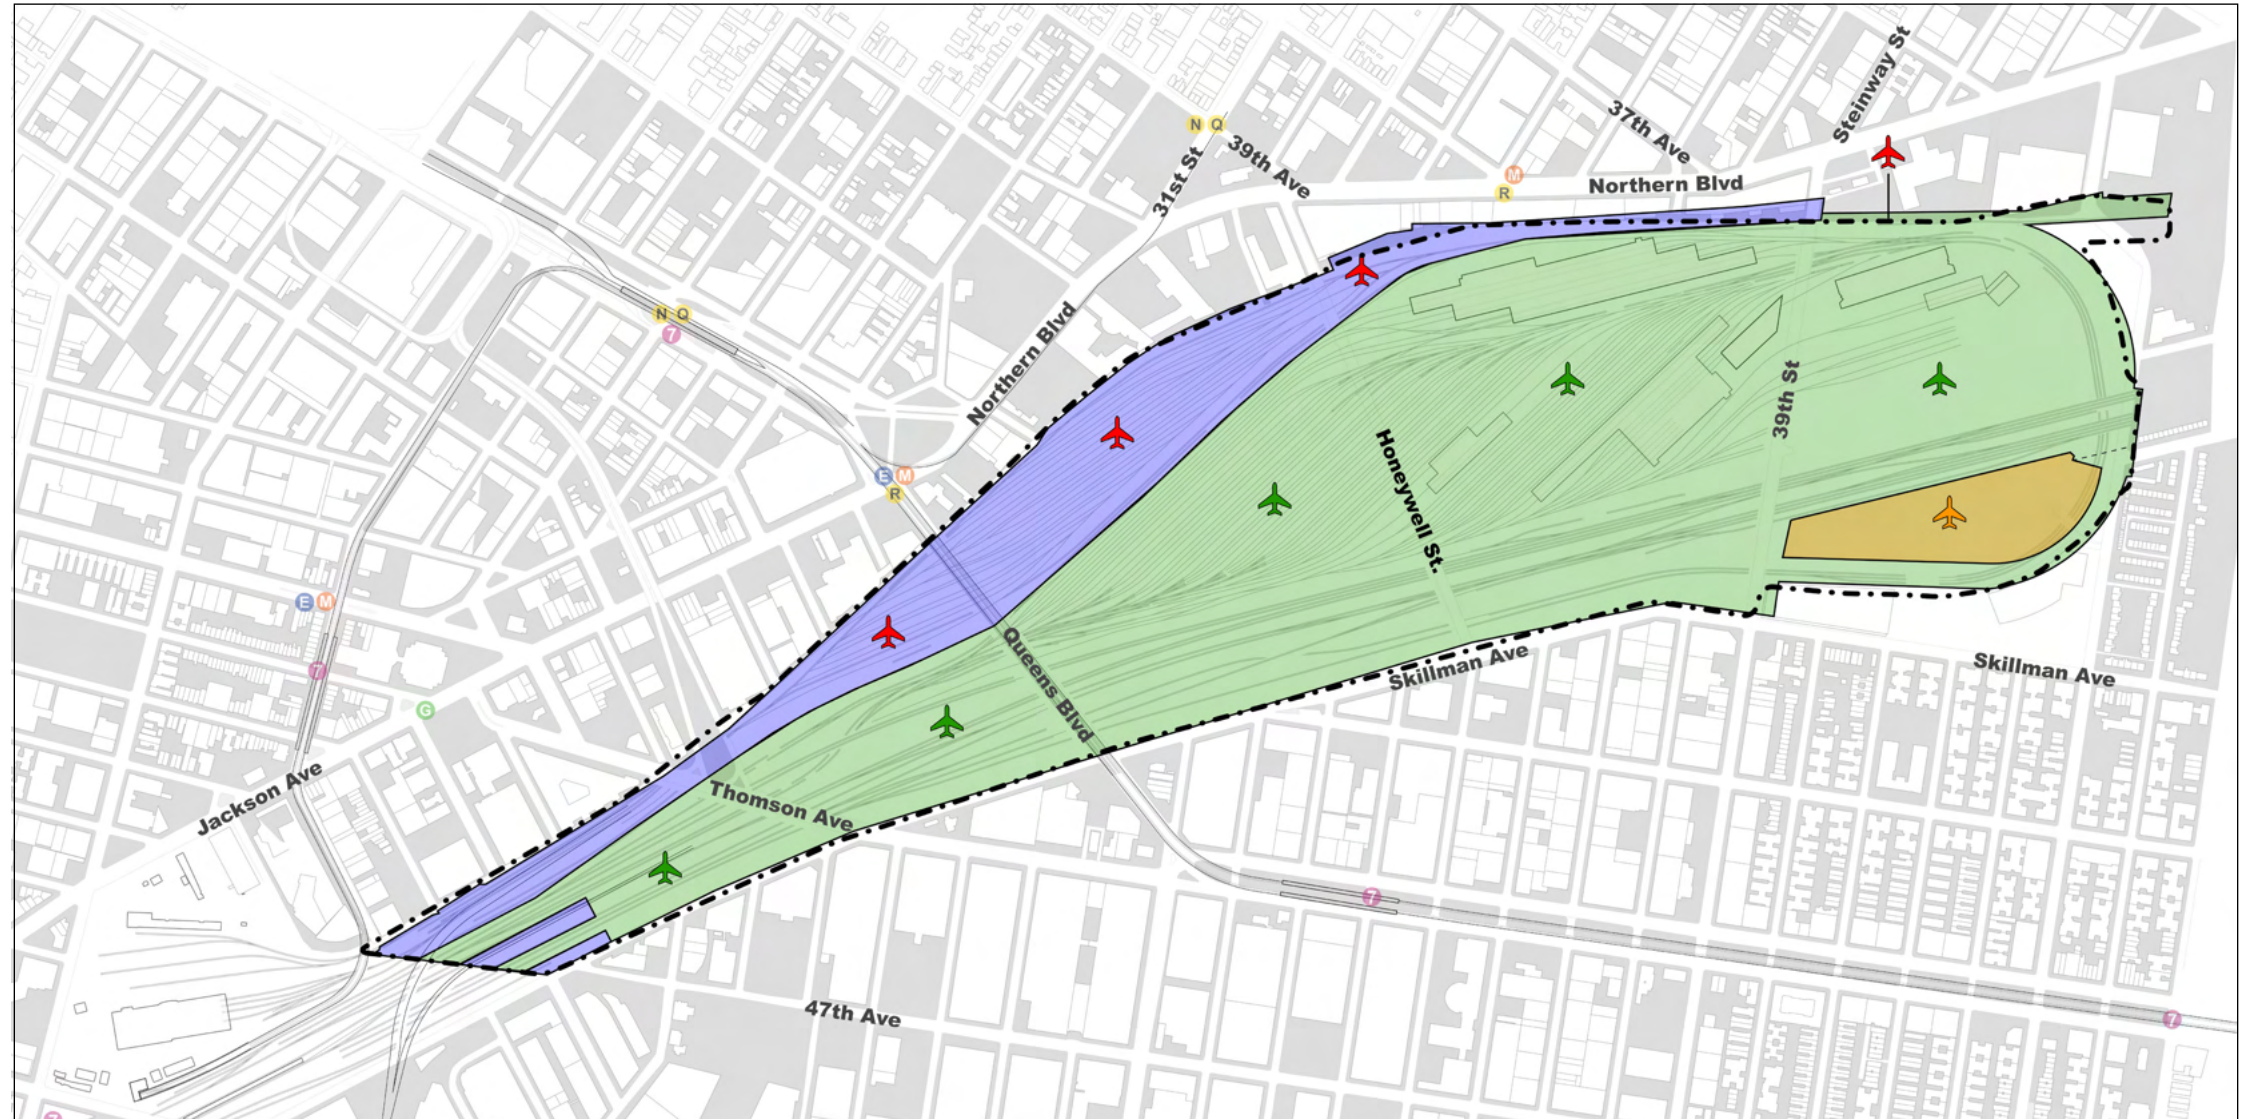 Steinway St
37th Ave
N Q
39th Ave
31st St
M
R
Northern Blvd
N Q
7
Northern Blvd
39th St
Honeywell St.
E M
R
E M
7
Queens Blvd
Skillman Ave
Skillman Ave
G
Jackson Ave
Thomson Ave
7
47th Ave
7
7